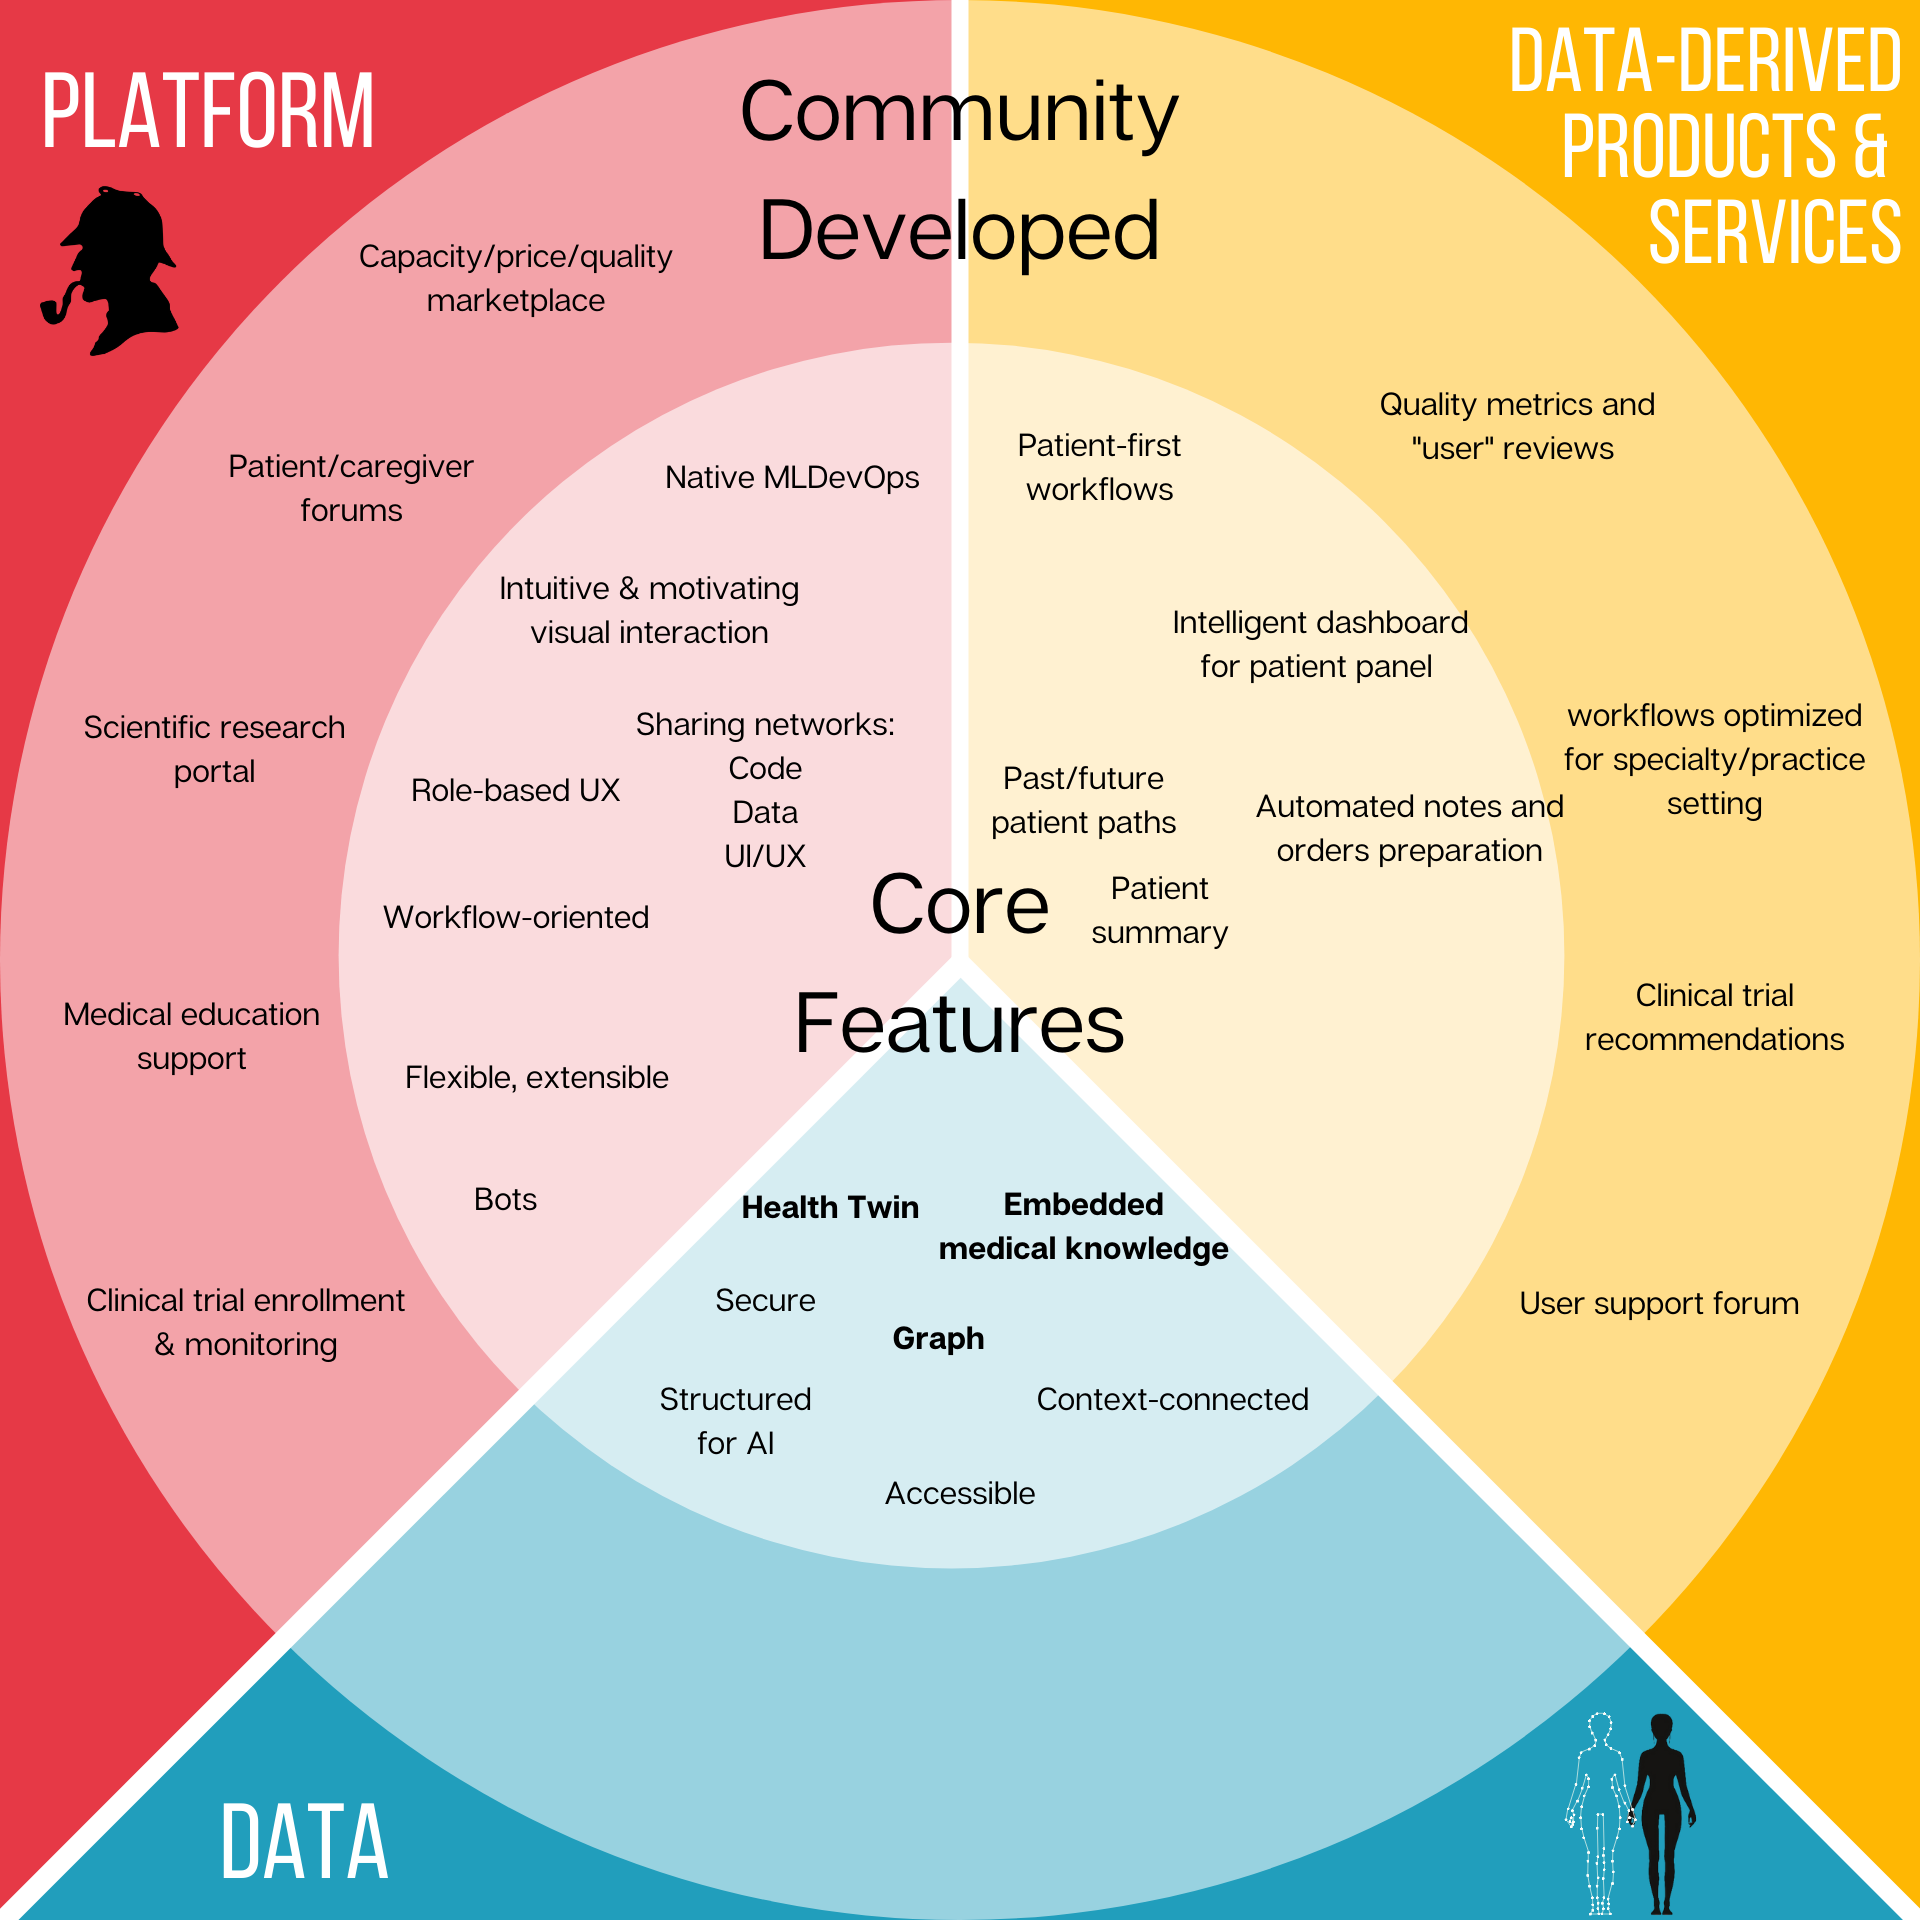 PLATFORM
DATA-DERIVED
PRODUCTS &
SERVICES
Community
Developed
Capacity/price/quality
marketplace
Patient/caregiver
forums
Scientific research
portal
Medical education
support
Clinical trial enrollment
& monitoring
Native MLDevOps
Intuitive & motivating
visual interaction
Sharing networks:
Code
Data
UI/UX
Role-based UX
Workflow-oriented
Flexible, extensible
Bots
Core
Features
Patient-first
workflows
Intelligent dashboard
for patient panel
Past/future
patient paths
Automated notes and
orders preparation
Patient
summary
Quality metrics and
"user" reviews
workflows optimized
for specialty/practice
setting
Clinical trial
recommendations
User support forum
Health Twin
Embedded
medical knowledge
Secure
Graph
Structured
for AI
Context-connected
Accessible
DATA